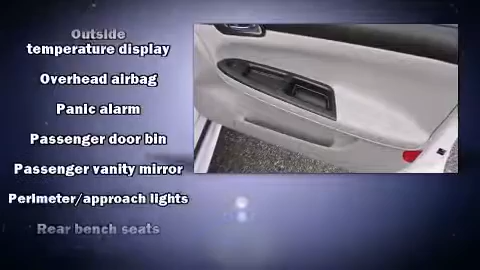 Outside
temperature display
Overhead airbag
Panic alarm
Passenger door bin
Passenger vanity mirror
Perimeter/approach lights
Rear bench seats